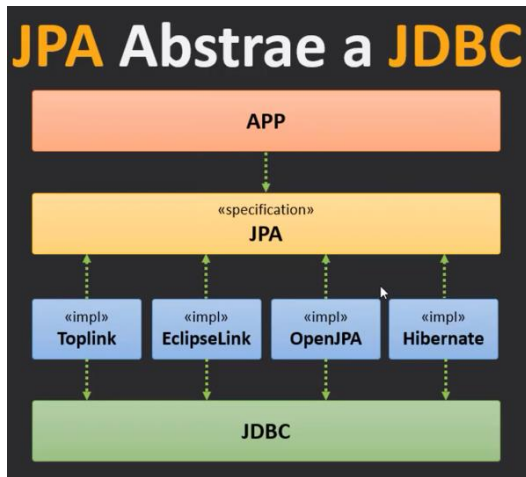 JPA Abstrae a JDBC
APP
«specification»
JPA
«impl» «impl» «impl» «impl»
Toplink EclipseLink OpenJPA Hibernate
JDBC